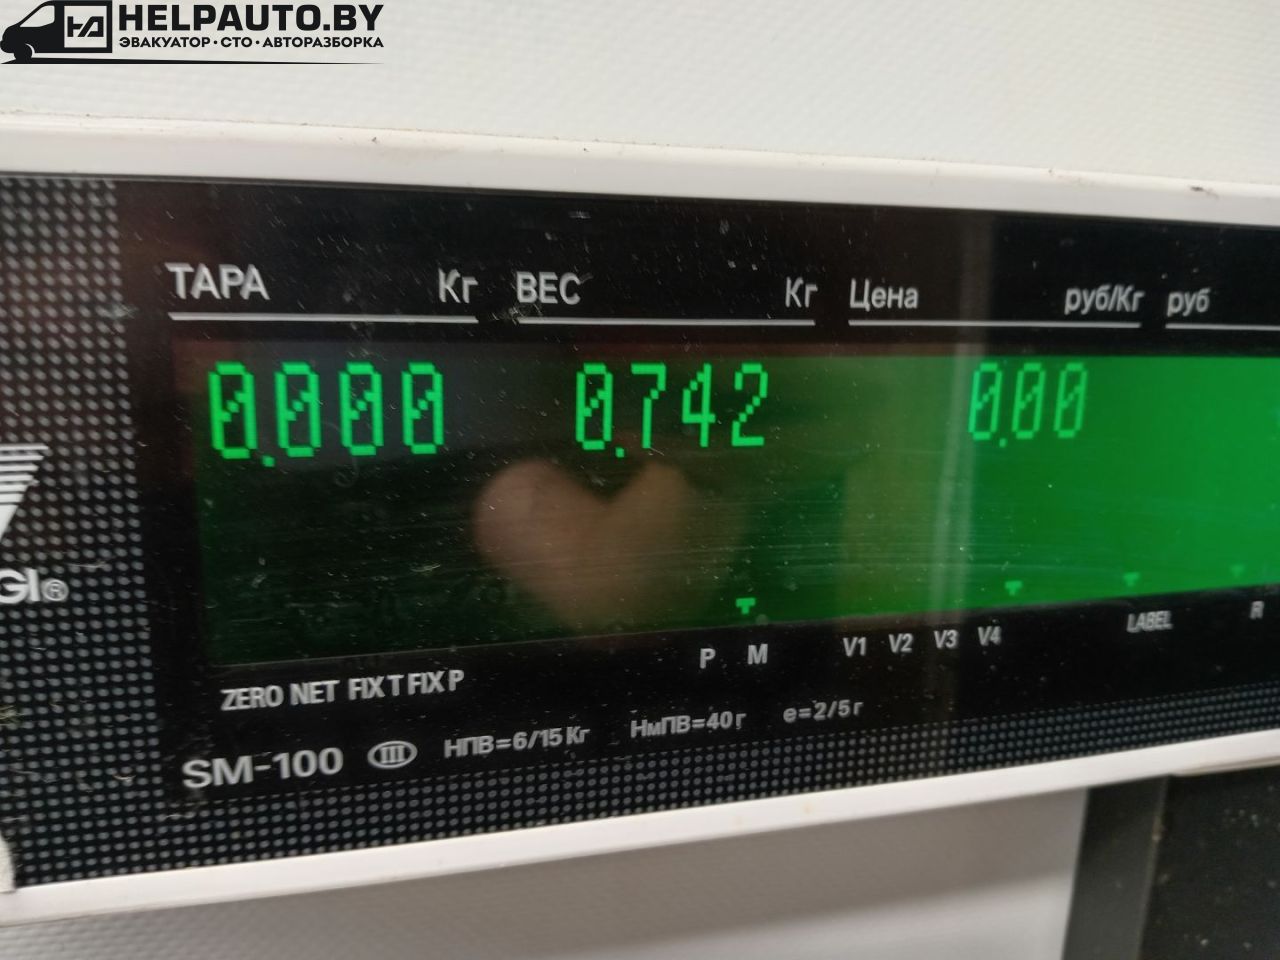 HELPAUTO.BY
ЭВАКУАТОР·СТО·АВТОРАЗБОРКА
ТАРА Кг ВЕС Кг Цена руб/Кг руб
0.000 0.742 0.00
GI®
P M V1 V2 V3 V4 LABEL R
ZERO NET FIX T FIX P
SM-100 III НПВ=6/15 Кг НмПВ=40 г e=2/5 г